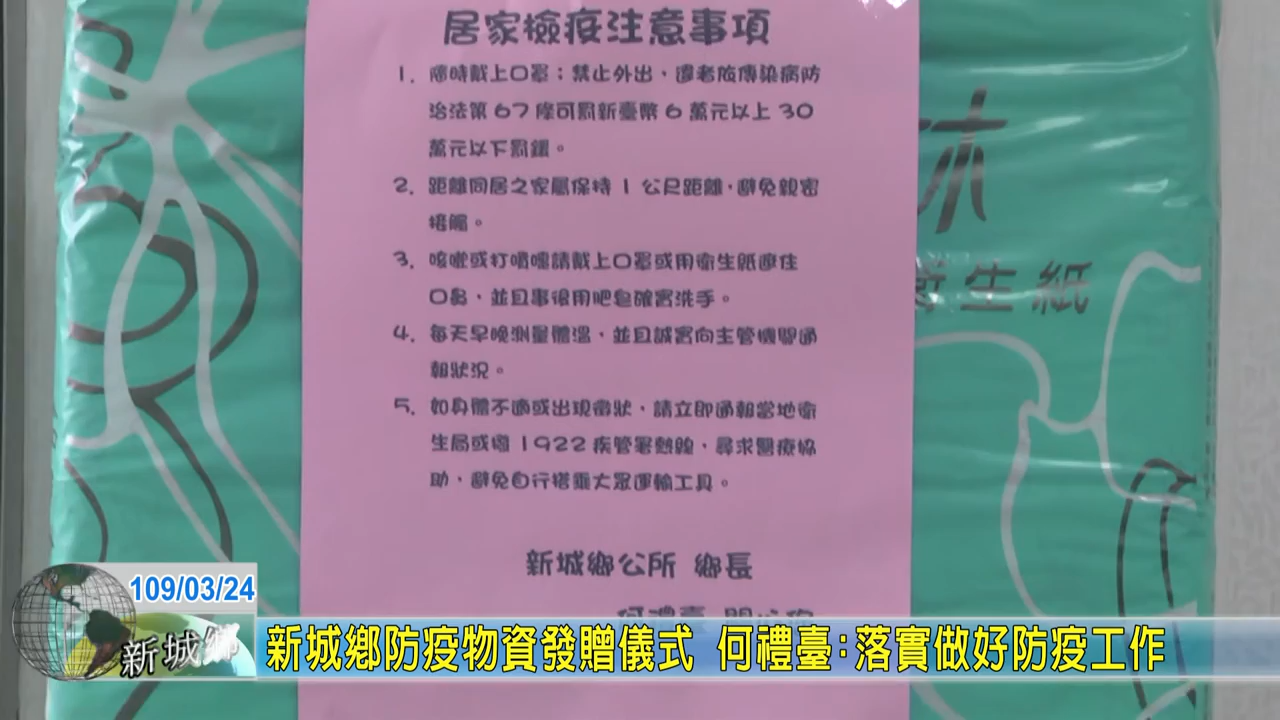 居家檢疫注意事項
1. 隨時戴上口罩；禁止外出，違者依傳染病防
治法第 67 條可罰新臺幣 6 萬元以上 30
萬元以下罰鍰。
2. 距離同居之家屬保持 1 公尺距離，避免親密
接觸。
3. 咳嗽或打噴嚏請戴上口罩或用衛生紙遮住
口鼻，並且事後用肥皂確實洗手。
4. 每天早晚測量體溫，並且誠實向主管機關通
報狀況。
5. 如身體不適或出現徵狀，請立即通報當地衛
生局或撥 1922 疾管署熱線，尋求醫療協
助，避免自行搭乘大眾運輸工具。
新城鄉公所 鄉長
何禮臺 關心您
衛生紙
109/03/24
新城鄉
新城鄉防疫物資發贈儀式 何禮臺:落實做好防疫工作